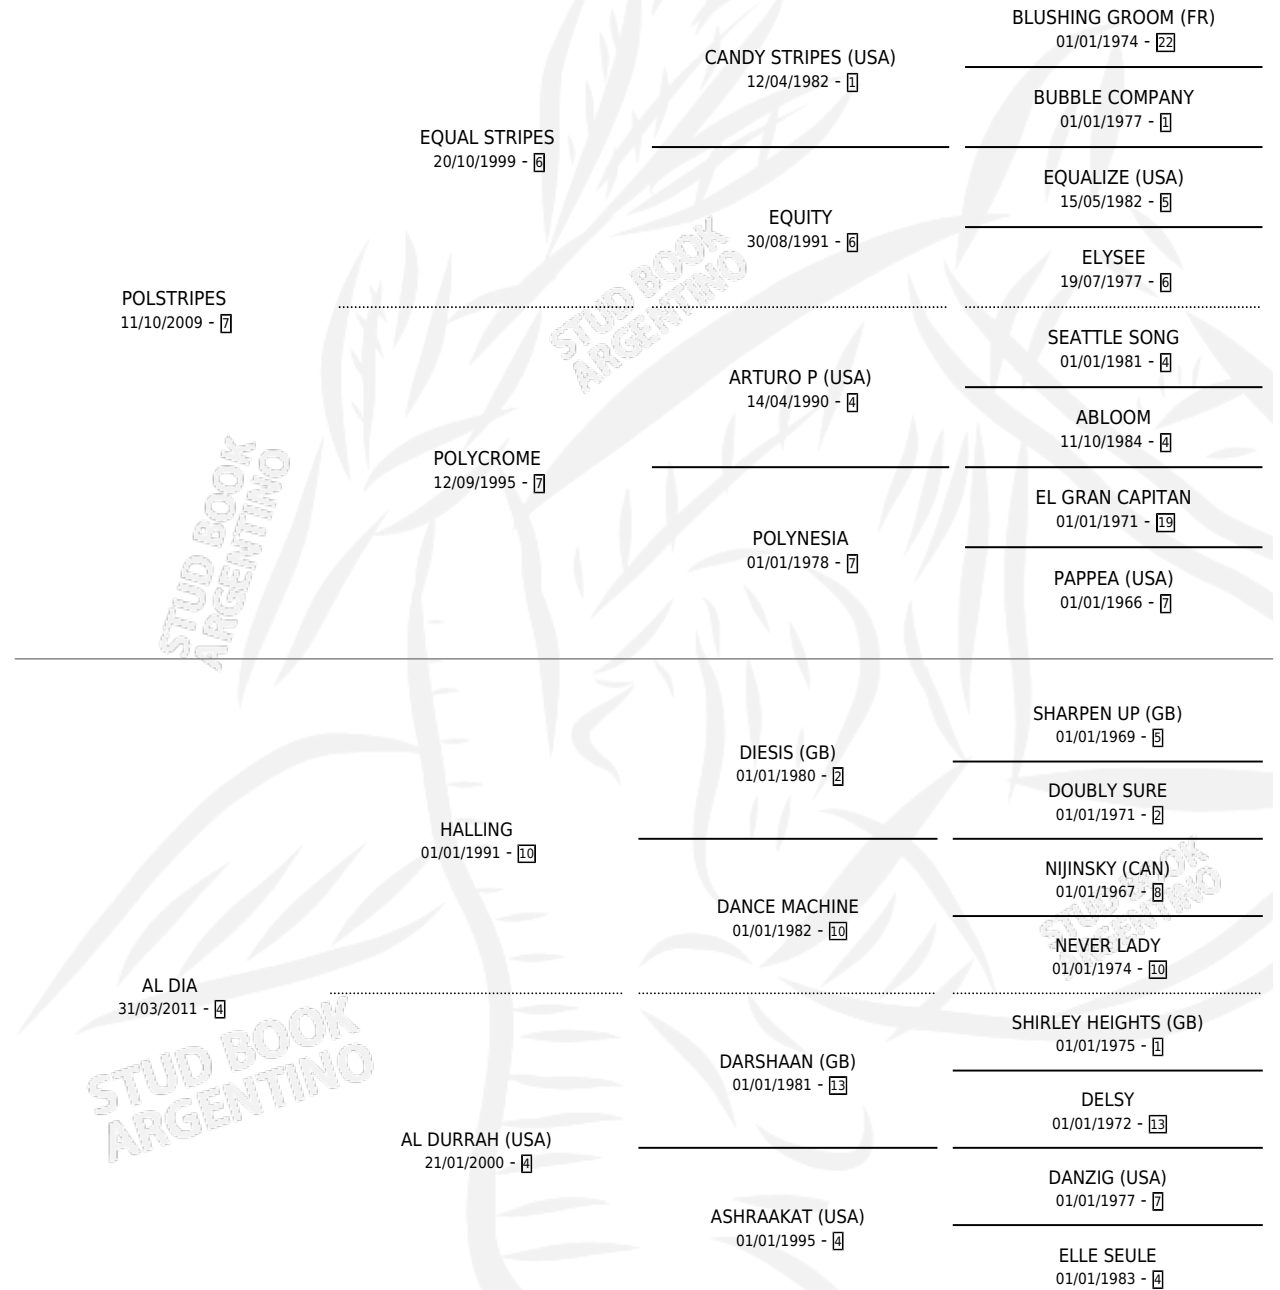 BLUSHING GROOM (FR)
01/01/1974 - 22
CANDY STRIPES (USA)
12/04/1982 - 1
BUBBLE COMPANY
01/01/1977 - 1
EQUAL STRIPES
20/10/1999 - 6
EQUALIZE (USA)
15/05/1982 - 5
EQUITY
30/08/1991 - 6
ELYSEE
19/07/1977 - 6
POLSTRIPES
11/10/2009 - 7
SEATTLE SONG
01/01/1981 - 4
ARTURO P (USA)
14/04/1990 - 4
ABLOOM
11/10/1984 - 4
POLYCROME
12/09/1995 - 7
EL GRAN CAPITAN
01/01/1971 - 19
POLYNESIA
01/01/1978 - 7
PAPPEA (USA)
01/01/1966 - 7
SHARPEN UP (GB)
01/01/1969 - 5
DIESIS (GB)
01/01/1980 - 2
DOUBLY SURE
01/01/1971 - 2
HALLING
01/01/1991 - 10
NIJINSKY (CAN)
01/01/1967 - 8
DANCE MACHINE
01/01/1982 - 10
NEVER LADY
01/01/1974 - 10
AL DIA
31/03/2011 - 4
SHIRLEY HEIGHTS (GB)
01/01/1975 - 1
DARSHAAN (GB)
01/01/1981 - 13
DELSY
01/01/1972 - 13
AL DURRAH (USA)
21/01/2000 - 4
DANZIG (USA)
01/01/1977 - 7
ASHRAAKAT (USA)
01/01/1995 - 4
ELLE SEULE
01/01/1983 - 4
STUD BOOK
ARGENTINO
STUD BOOK
ARGENTINO
STUD BOOK
ARGENTINO
STUD BOOK
ARGENTINO